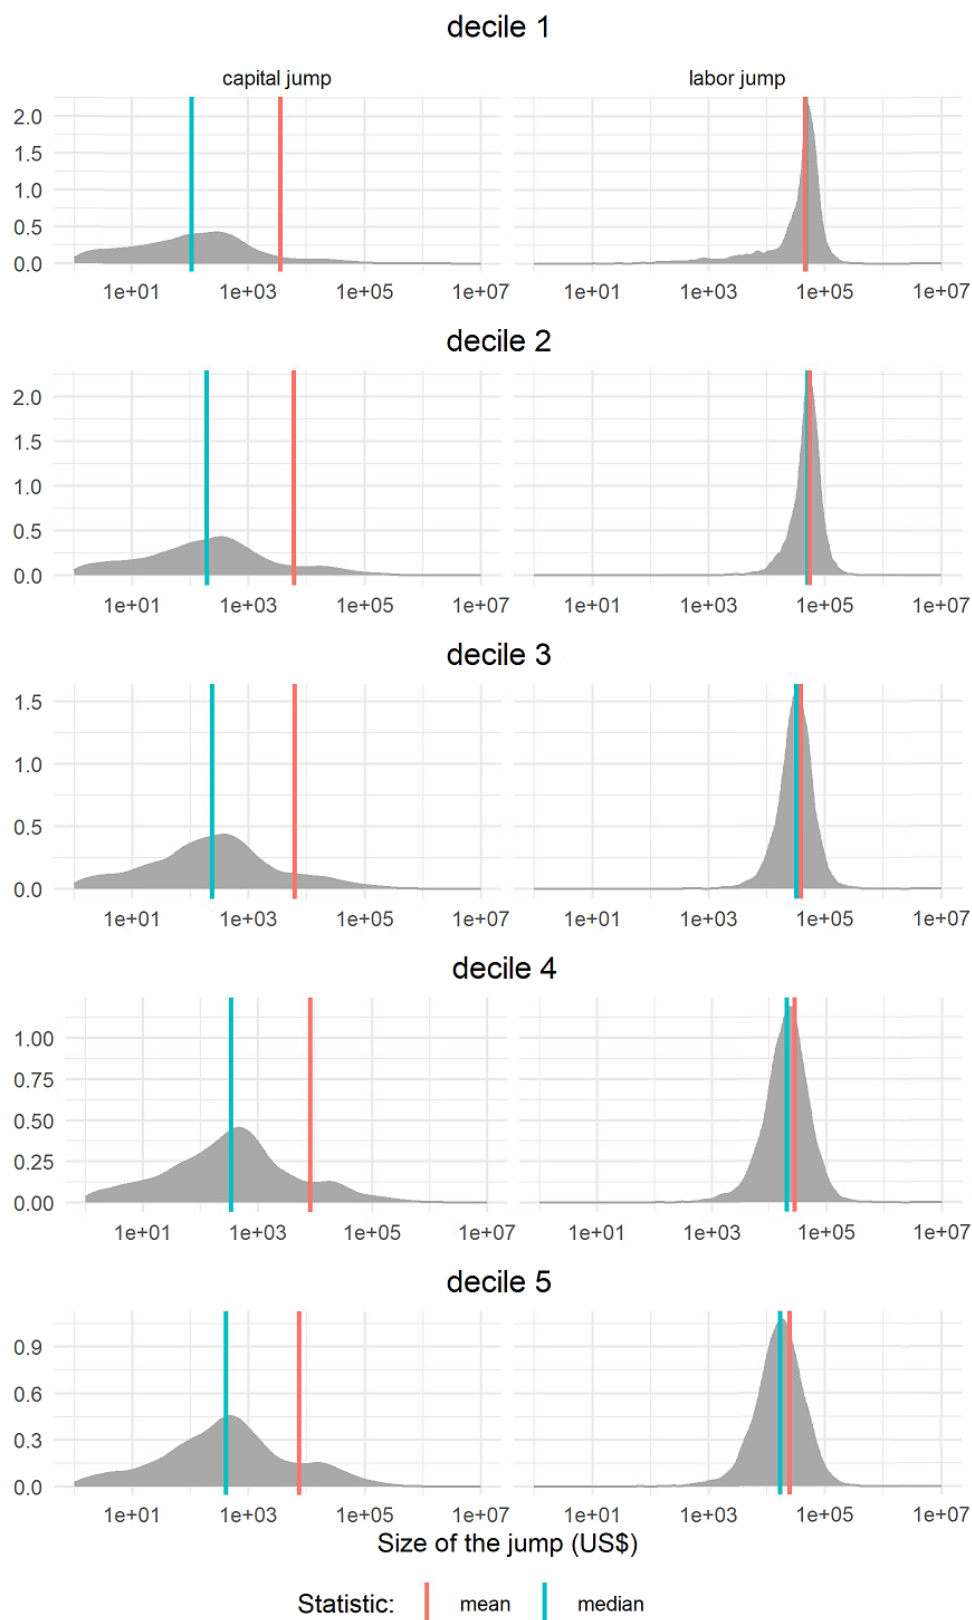 decile 1
capital jump labor jump
2.0
1.5
1.0
0.5
0.0
1e+01 1e+03 1e+05 1e+07 1e+01 1e+03 1e+05 1e+07
decile 2
2.0
1.5
1.0
0.5
0.0
1e+01 1e+03 1e+05 1e+07 1e+01 1e+03 1e+05 1e+07
decile 3
1.5
1.0
0.5
0.0
1e+01 1e+03 1e+05 1e+07 1e+01 1e+03 1e+05 1e+07
decile 4
1.00
0.75
0.50
0.25
0.00
1e+01 1e+03 1e+05 1e+07 1e+01 1e+03 1e+05 1e+07
decile 5
0.9
0.6
0.3
0.0
1e+01 1e+03 1e+05 1e+07 1e+01 1e+03 1e+05 1e+07
Size of the jump (US$)
Statistic: mean median